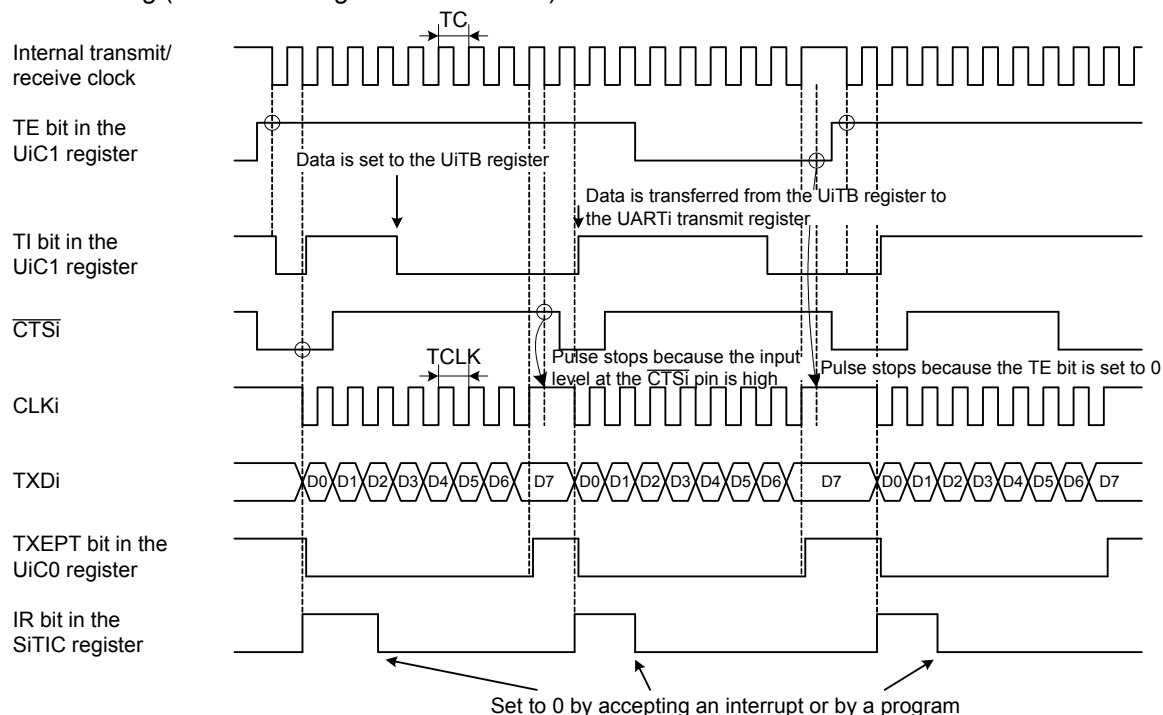 TC
Internal transmit/
receive clock
TE bit in the
UiC1 register
Data is set to the UiTB register
Data is transferred from the UiTB register to
the UARTi transmit register
TI bit in the
UiC1 register
CTSi
TCLK
Pulse stops because the input
level at the CTSi pin is high
Pulse stops because the TE bit is set to 0
CLKi
TXDi
D0 D1 D2 D3 D4 D5 D6 D7 D0 D1 D2 D3 D4 D5 D6 D7 D0 D1 D2 D3 D4 D5 D6 D7
TXEPT bit in the
UiC0 register
IR bit in the
SiTIC register
Set to 0 by accepting an interrupt or by a program